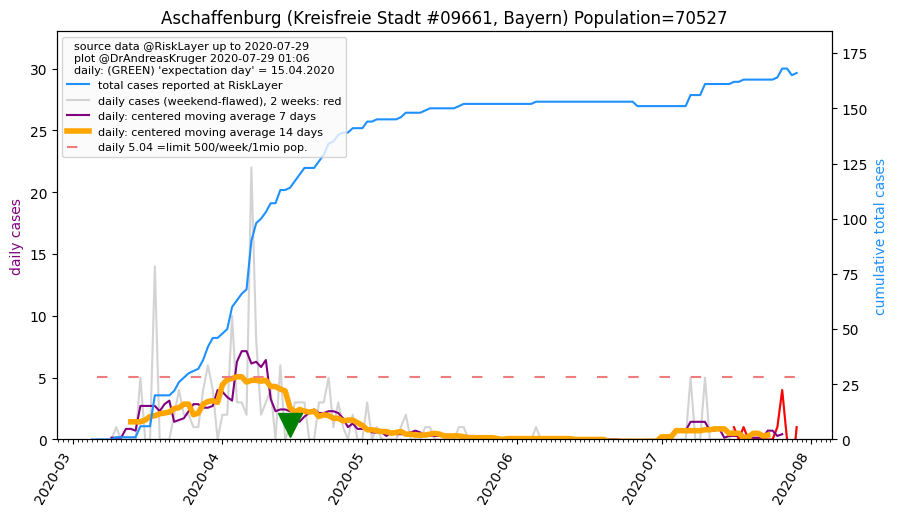 Aschaffenburg (Kreisfreie Stadt #09661, Bayern) Population=70527
source data @RiskLayer up to 2020-07-29
plot @DrAndreasKruger 2020-07-29 01:06
daily: (GREEN) 'expectation day' = 15.04.2020
total cases reported at RiskLayer
daily cases (weekend-flawed), 2 weeks: red
daily: centered moving average 7 days
daily: centered moving average 14 days
daily 5.04 =limit 500/week/1mio pop.
daily cases
30
25
20
15
10
5
0
cumulative total cases
175
150
125
100
75
50
25
0
2020-03
2020-04
2020-05
2020-06
2020-07
2020-08